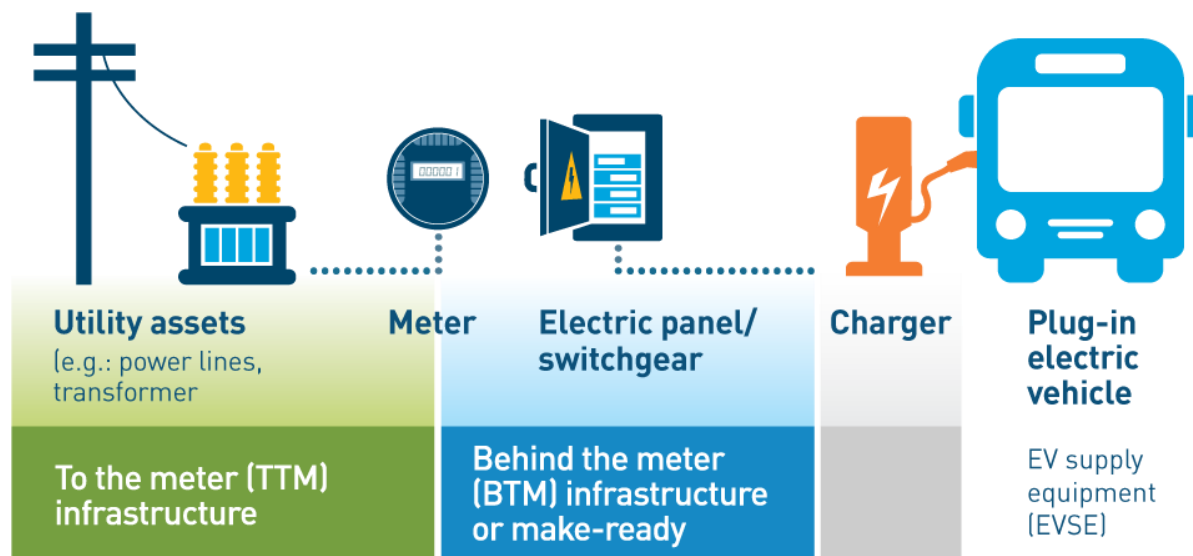 000001
Utility assets
(e.g.: power lines,
transformer
Meter
Electric panel/
switchgear
Charger
Plug-in
electric
vehicle
To the meter (TTM)
infrastructure
Behind the meter
(BTM) infrastructure
or make-ready
EV supply
equipment
(EVSE)